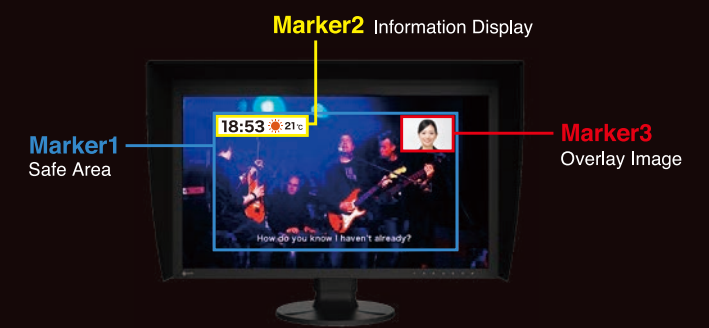 Marker2 Information Display
18:53 21℃
Marker1
Safe Area
Marker3
Overlay Image
How do you know I haven't already?